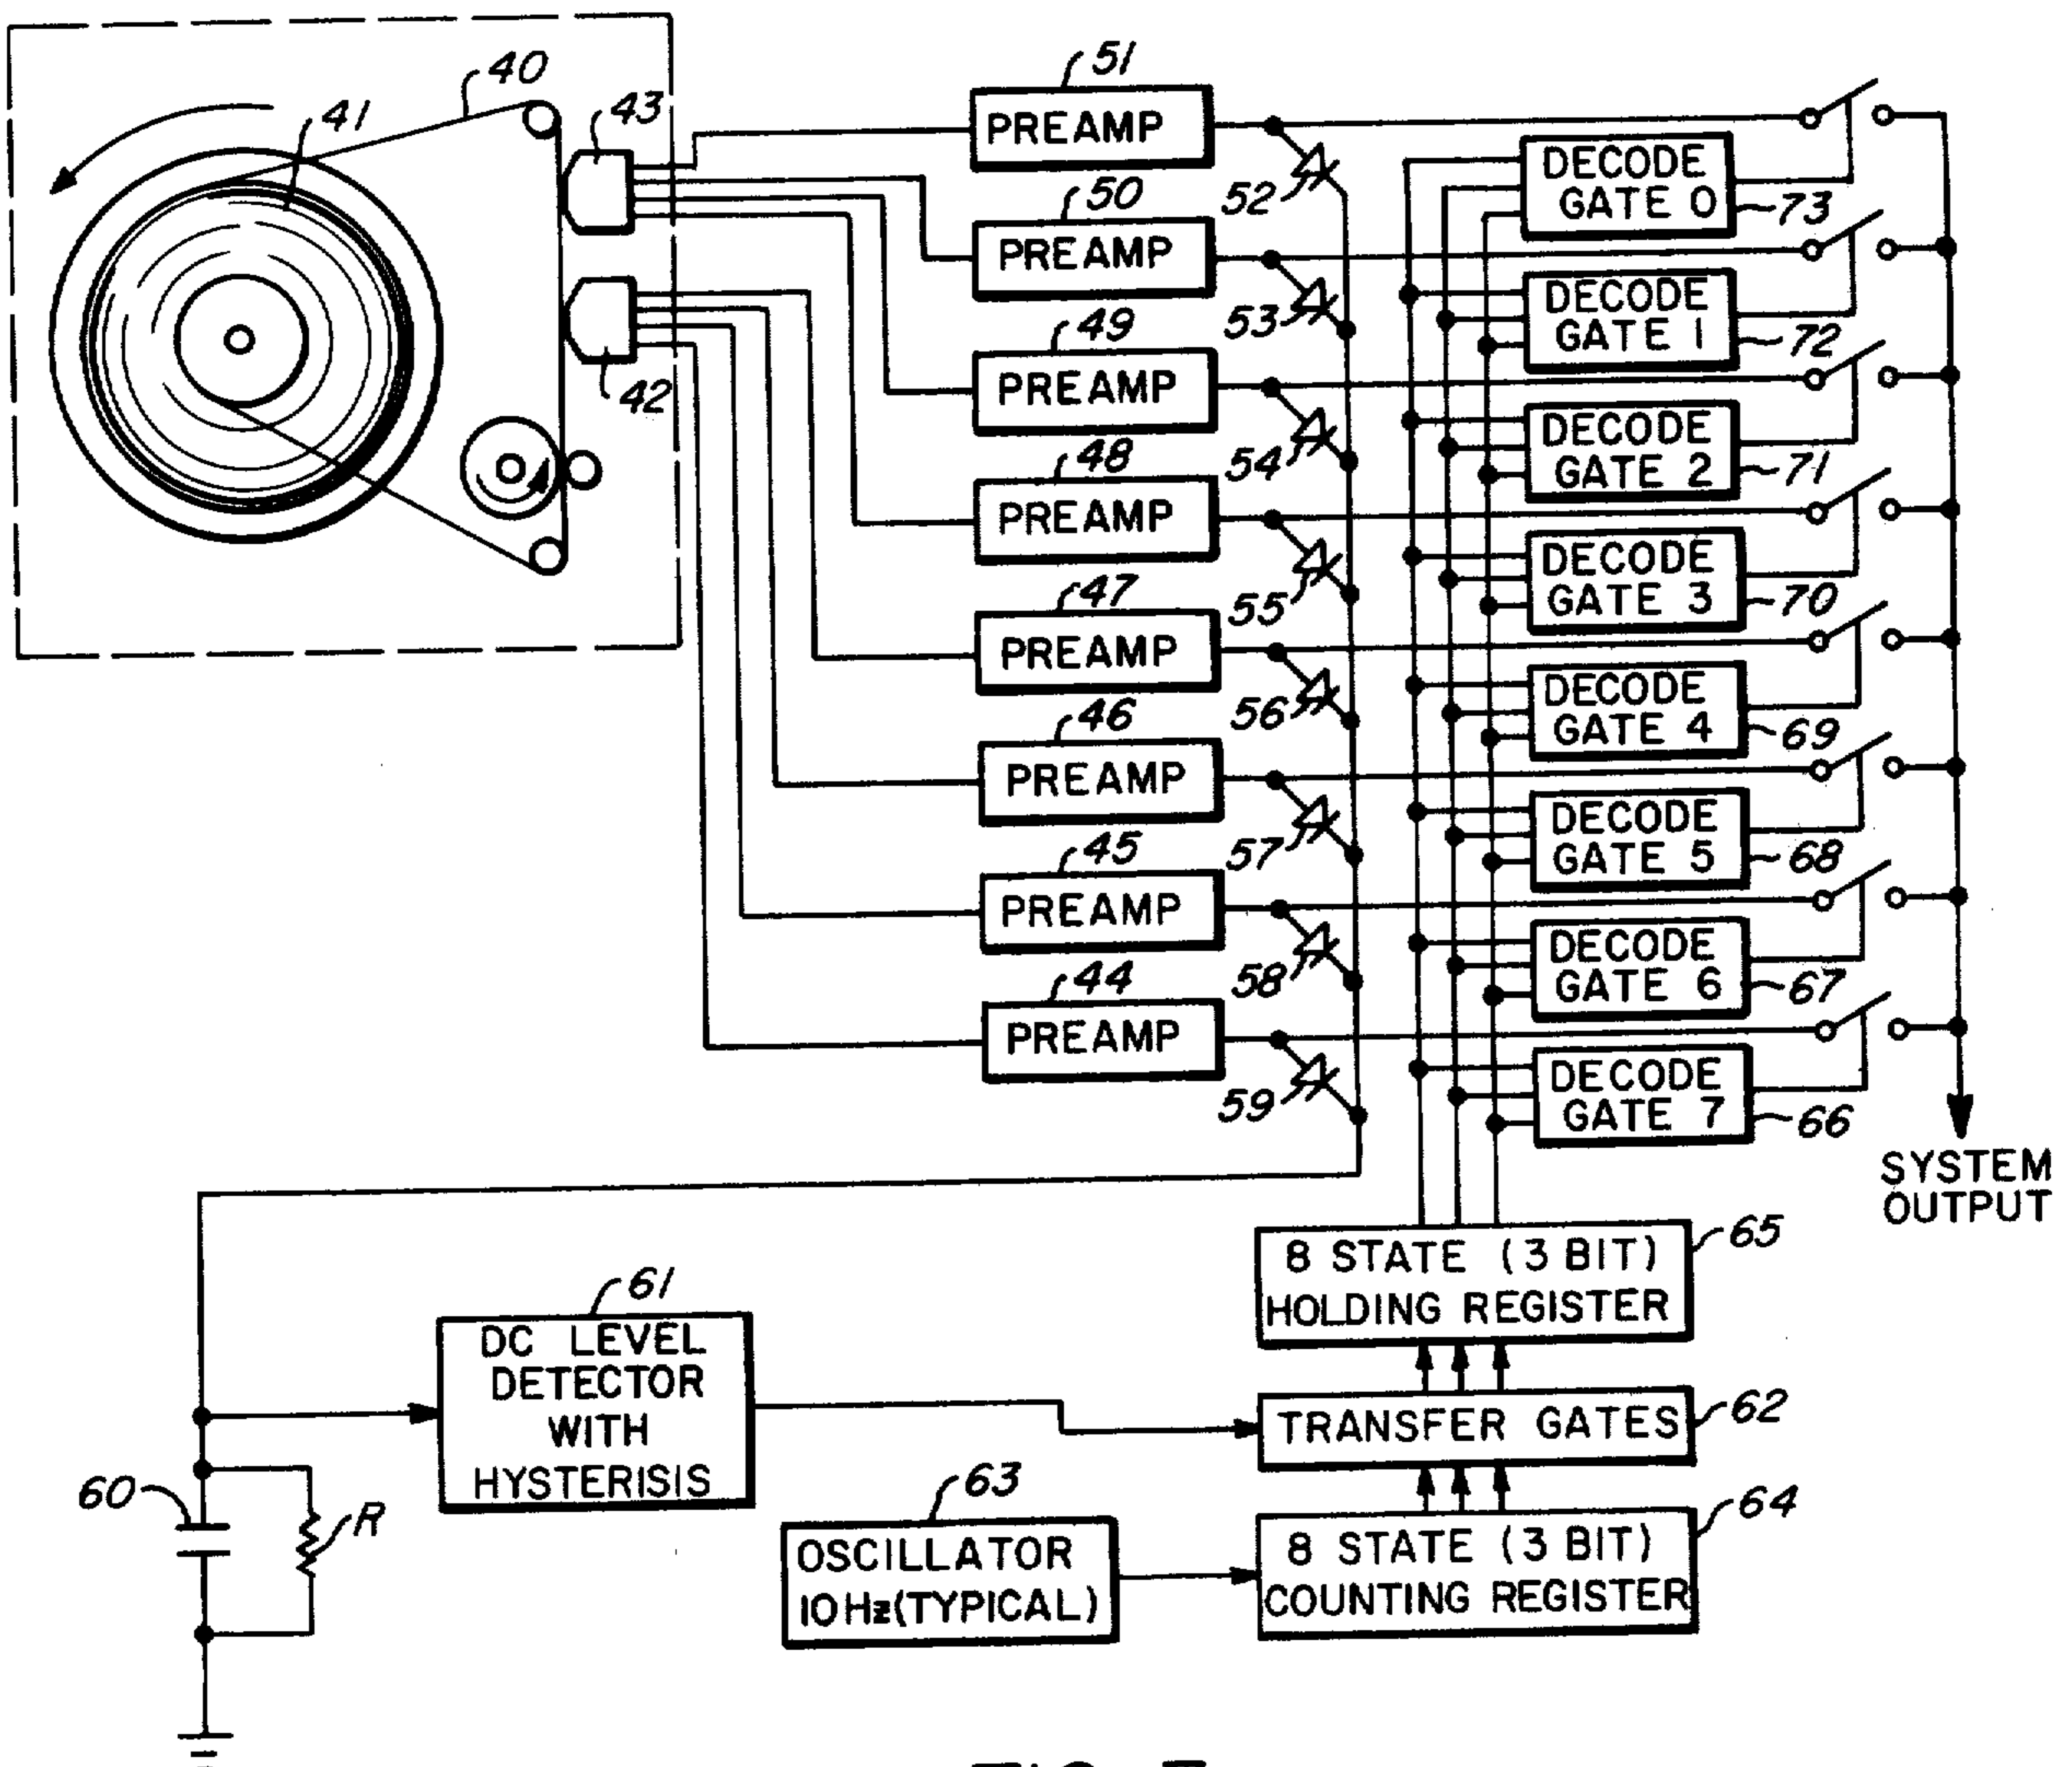 40
41
43
42
51
PREAMP
52
50
PREAMP
53
49
PREAMP
54
48
PREAMP
55
47
PREAMP
56
46
PREAMP
57
45
PREAMP
58
44
PREAMP
59
DECODE
GATE 0
73
DECODE
GATE 1
72
DECODE
GATE 2
71
DECODE
GATE 3
70
DECODE
GATE 4
69
DECODE
GATE 5
68
DECODE
GATE 6
67
DECODE
GATE 7
66
SYSTEM
OUTPUT
8 STATE (3 BIT)
HOLDING REGISTER
65
61
DC LEVEL
DETECTOR
WITH
HYSTERISIS
TRANSFER GATES
62
60
R
63
OSCILLATOR
10 Hz (TYPICAL)
8 STATE (3 BIT)
COUNTING REGISTER
64